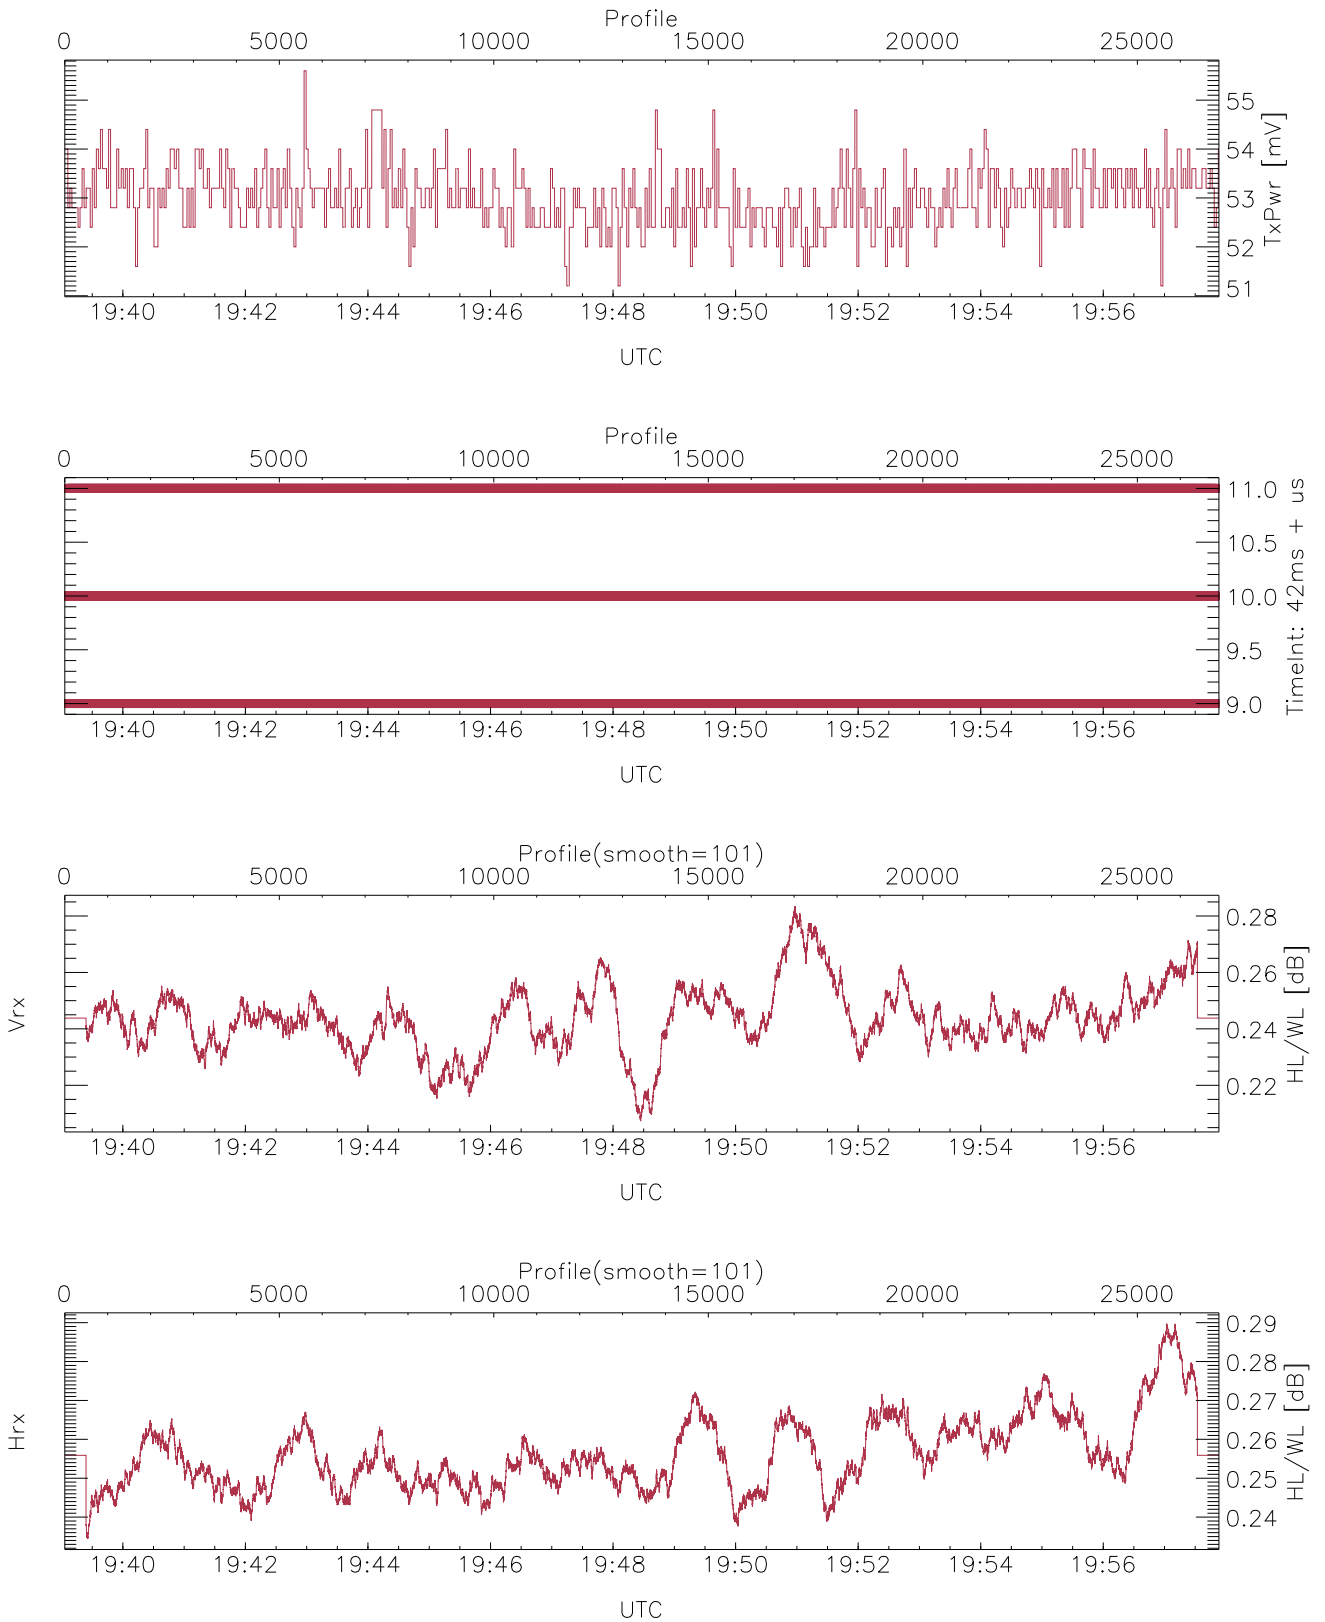 Profile
0 5000 10000 15000 20000 25000
55
54
53
52
51
TxPwr [mV]
19:40 19:42 19:44 19:46 19:48 19:50 19:52 19:54 19:56
UTC
Profile
0 5000 10000 15000 20000 25000
11.0
10.5
10.0
9.5
9.0
TimeInt: 42ms + us
19:40 19:42 19:44 19:46 19:48 19:50 19:52 19:54 19:56
UTC
Profile(smooth=101)
0 5000 10000 15000 20000 25000
Vrx
0.28
0.26
0.24
0.22
HL/WL [dB]
19:40 19:42 19:44 19:46 19:48 19:50 19:52 19:54 19:56
UTC
Profile(smooth=101)
0 5000 10000 15000 20000 25000
Hrx
0.29
0.28
0.27
0.26
0.25
0.24
HL/WL [dB]
19:40 19:42 19:44 19:46 19:48 19:50 19:52 19:54 19:56
UTC